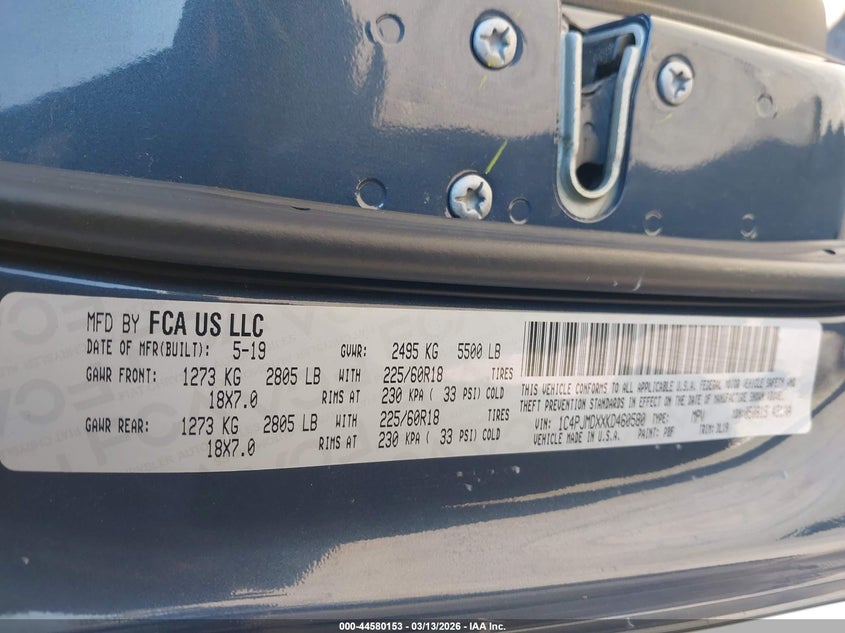 MFD BY FCA US LLC
DATE OF MFR(BUILT): 5-19 GVWR: 2495 KG 5500 LB
GAWR FRONT: 1273 KG 2805 LB WITH 225/60R18 TIRES
18X7.0 RIMS AT 230 KPA ( 33 PSI) COLD
GAWR REAR: 1273 KG 2805 LB WITH 225/60R18 TIRES
18X7.0 RIMS AT 230 KPA ( 33 PSI) COLD
THIS VEHICLE CONFORMS TO ALL APPLICABLE U.S.A. FEDERAL MOTOR VEHICLE SAFETY AND
THEFT PREVENTION STANDARDS IN EFFECT ON THE DATE OF MANUFACTURE SHOWN ABOVE.
VIN: 1C4PJMDXXKD460580 TYPE: MPV MDH:
VEHICLE MADE IN U.S.A. PAINT: PBF TRIM: DLX9
000-44580153 — 03/13/2026 — IAA Inc.